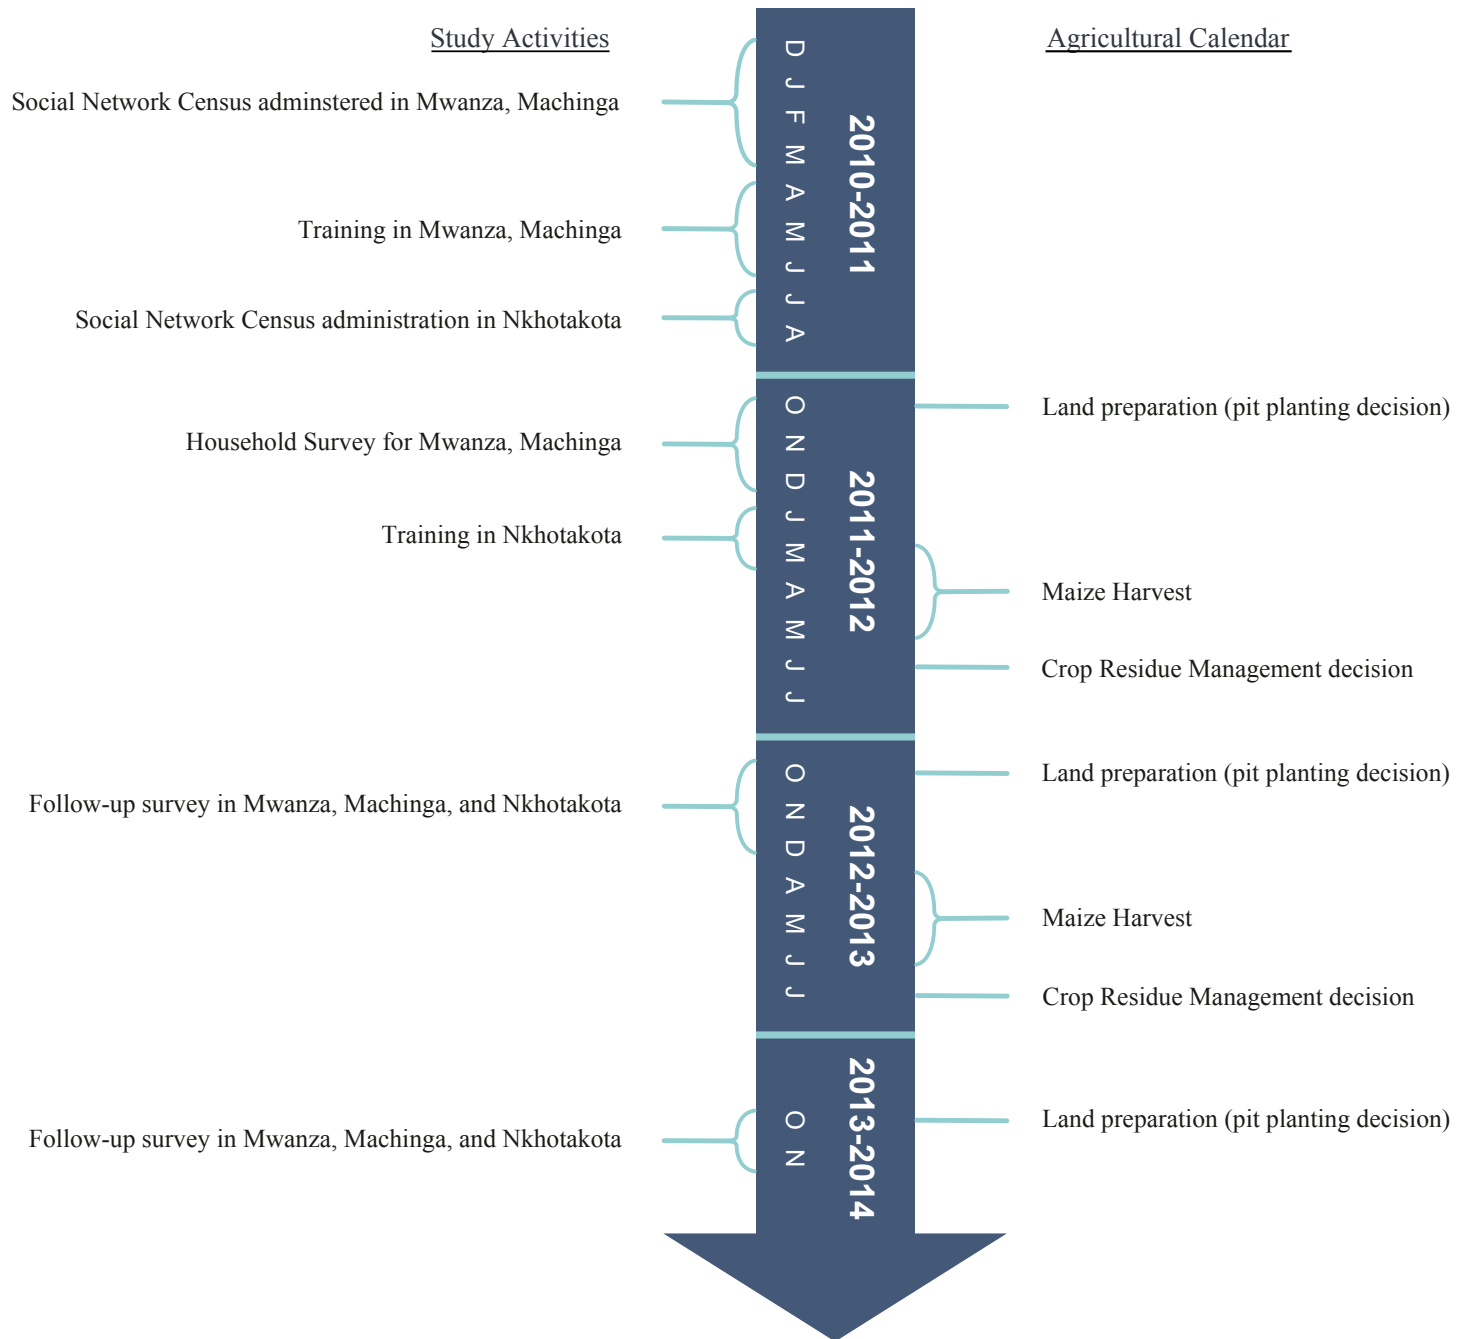 Study Activities
Agricultural Calendar
Social Network Census adminstered in Mwanza, Machinga
Training in Mwanza, Machinga
Social Network Census administration in Nkhotakota
D J F M A M J J A
2010-2011
Household Survey for Mwanza, Machinga
Training in Nkhotakota
O N D J M A M J J
2011-2012
Land preparation (pit planting decision)
Maize Harvest
Crop Residue Management decision
Follow-up survey in Mwanza, Machinga, and Nkhotakota
O N D A M J J
2012-2013
Land preparation (pit planting decision)
Maize Harvest
Crop Residue Management decision
Follow-up survey in Mwanza, Machinga, and Nkhotakota
O N
2013-2014
Land preparation (pit planting decision)